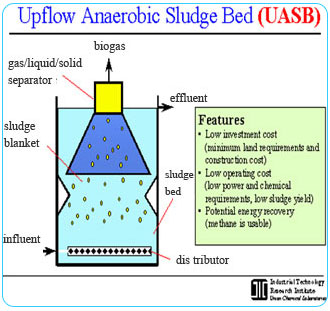 Upflow Anaerobic Sludge Bed (UASB)
biogas
gas/liquid/solid
separator
effluent
sludge
blanket
sludge
bed
influent
dis tributor
Features
• Low investment cost
(minimum land requirements and
construction cost)
• Low operating cost
(low power and chemical
requirements, low sludge yield)
• Potential energy recovery
(methane is usable)
Industrial Technology
Research Institute
Union Chemical Laboratories